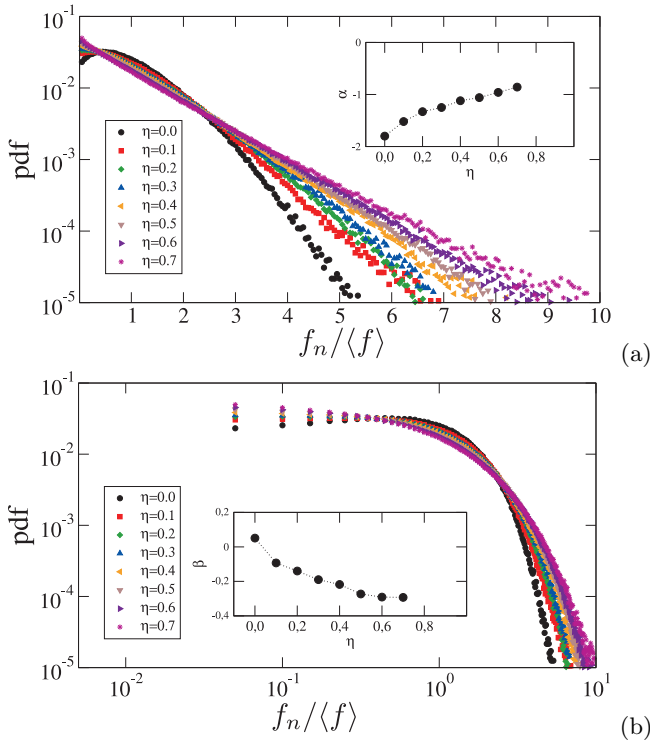 10^-1
10^-2
10^-3
10^-4
10^-5
pdf
η=0.0
η=0.1
η=0.2
η=0.3
η=0.4
η=0.5
η=0.6
η=0.7
0
-1
-2
α
0,0 0,2 0,4 0,6 0,8
η
1 2 3 4 5 6 7 8 9 10
f_n/⟨f⟩
(a)
10^-1
10^-2
10^-3
10^-4
10^-5
pdf
η=0.0
η=0.1
η=0.2
η=0.3
η=0.4
η=0.5
η=0.6
η=0.7
0,2
0
-0,2
-0,4
β
0,0 0,2 0,4 0,6 0,8
η
10^-2 10^-1 10^0 10^1
f_n/⟨f⟩
(b)